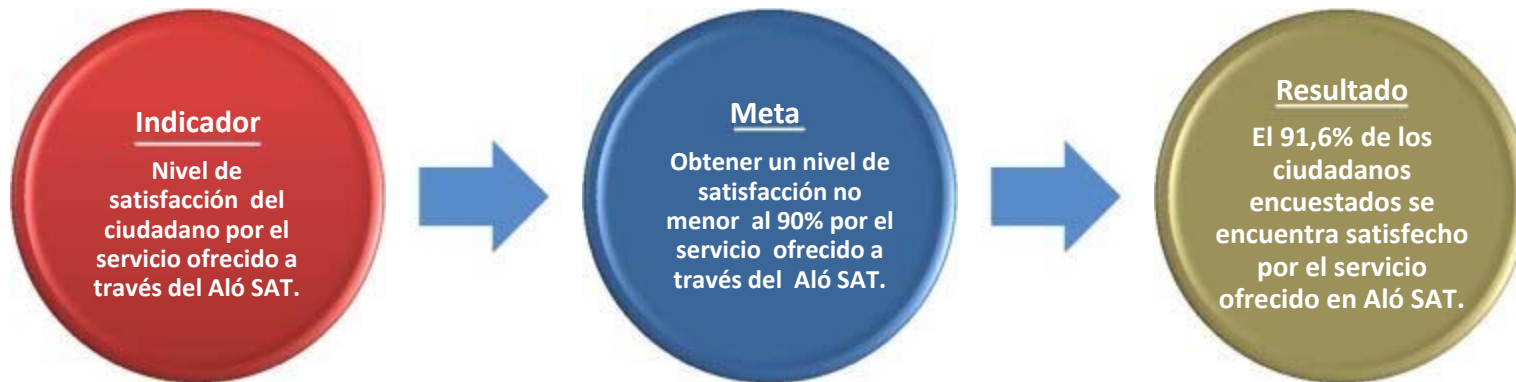 Indicador
Nivel de
satisfacción del
ciudadano por el
servicio ofrecido a
través del Aló SAT.
Meta
Obtener un nivel de
satisfacción no
menor al 90% por el
servicio ofrecido a
través del Aló SAT.
Resultado
El 91,6% de los
ciudadanos
encuestados se
encuentra satisfecho
por el servicio
ofrecido en Aló SAT.